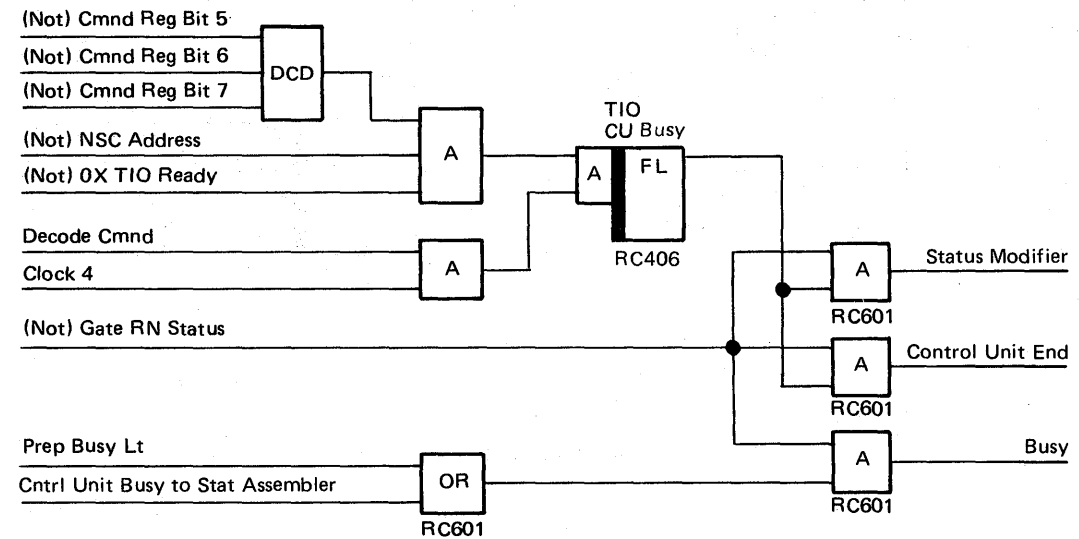 (Not) Cmnd Reg Bit 5
(Not) Cmnd Reg Bit 6
(Not) Cmnd Reg Bit 7
DCD
(Not) NSC Address
(Not) 0X TIO Ready
A
TIO
CU Busy
A
FL
RC406
Decode Cmnd
Clock 4
A
(Not) Gate RN Status
A
Status Modifier
RC601
A
Control Unit End
RC601
Prep Busy Lt
Cntrl Unit Busy to Stat Assembler
OR
RC601
A
Busy
RC601